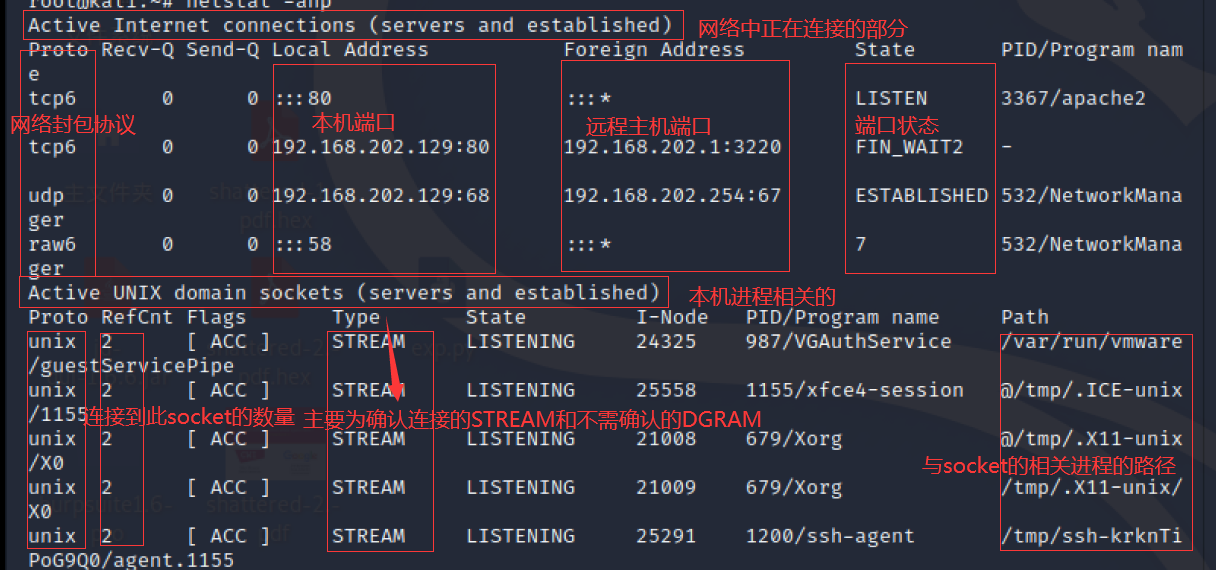 root@kali:~# netstat -anp
Active Internet connections (servers and established) 网络中正在连接的部分
Proto Recv-Q Send-Q Local Address Foreign Address State PID/Program nam
e
tcp6 0 0 :::80 :::* LISTEN 3367/apache2
网络封包协议 本机端口 远程主机端口 端口状态
tcp6 0 0 192.168.202.129:80 192.168.202.1:3220 FIN_WAIT2 -
udp 0 0 192.168.202.129:68 192.168.202.254:67 ESTABLISHED 532/NetworkMana
ger
raw6 0 0 :::58 :::* 7 532/NetworkMana
ger
Active UNIX domain sockets (servers and established) 本机进程相关的
Proto RefCnt Flags Type State I-Node PID/Program name Path
unix 2 [ ACC ] STREAM LISTENING 24325 987/VGAuthService /var/run/vmware
/guestServicePipe
unix 2 [ ACC ] STREAM LISTENING 25558 1155/xfce4-session @/tmp/.ICE-unix
/1155 连接到此socket的数量 主要为确认连接的STREAM和不需确认的DGRAM
unix 2 [ ACC ] STREAM LISTENING 21008 679/Xorg @/tmp/.X11-unix
/X0 与socket的相关进程的路径
unix 2 [ ACC ] STREAM LISTENING 21009 679/Xorg /tmp/.X11-unix/
X0
unix 2 [ ACC ] STREAM LISTENING 25291 1200/ssh-agent /tmp/ssh-krknTi
PoG9Q0/agent.1155